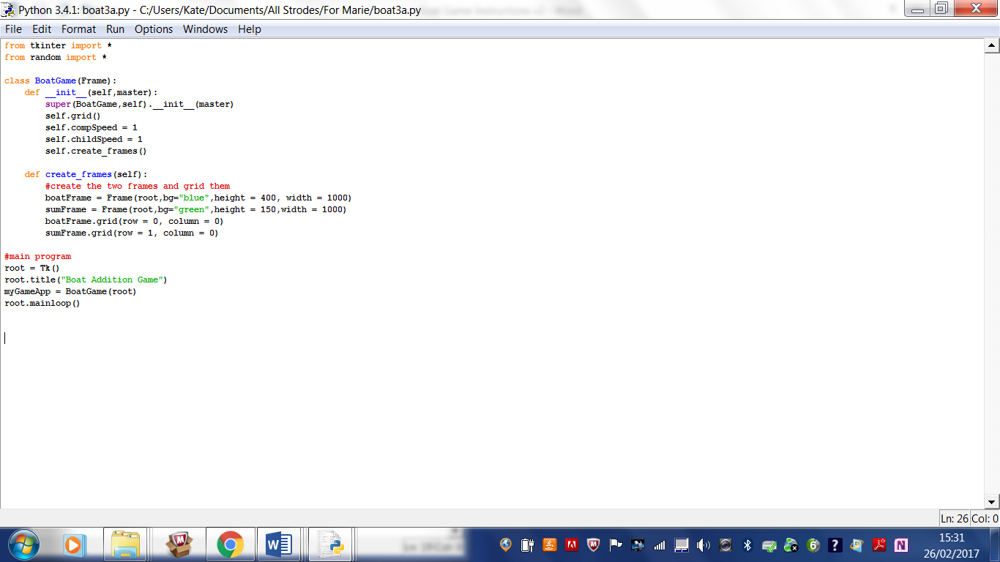 Python 3.4.1: boat3a.py - C:/Users/Kate/Documents/All Strodes/For Marie/boat3a.py
File Edit Format Run Options Windows Help
from tkinter import *
from random import *
class BoatGame(Frame):
    def __init__(self,master):
        super(BoatGame,self).__init__(master)
        self.grid()
        self.compSpeed = 1
        self.childSpeed = 1
        self.create_frames()
    def create_frames(self):
        #create the two frames and grid them
        boatFrame = Frame(root,bg="blue",height = 400, width = 1000)
        sumFrame = Frame(root,bg="green",height = 150,width = 1000)
        boatFrame.grid(row = 0, column = 0)
        sumFrame.grid(row = 1, column = 0)
#main program
root = Tk()
root.title("Boat Addition Game")
myGameApp = BoatGame(root)
root.mainloop()
Ln: 26 Col: 0
15:31
26/02/2017